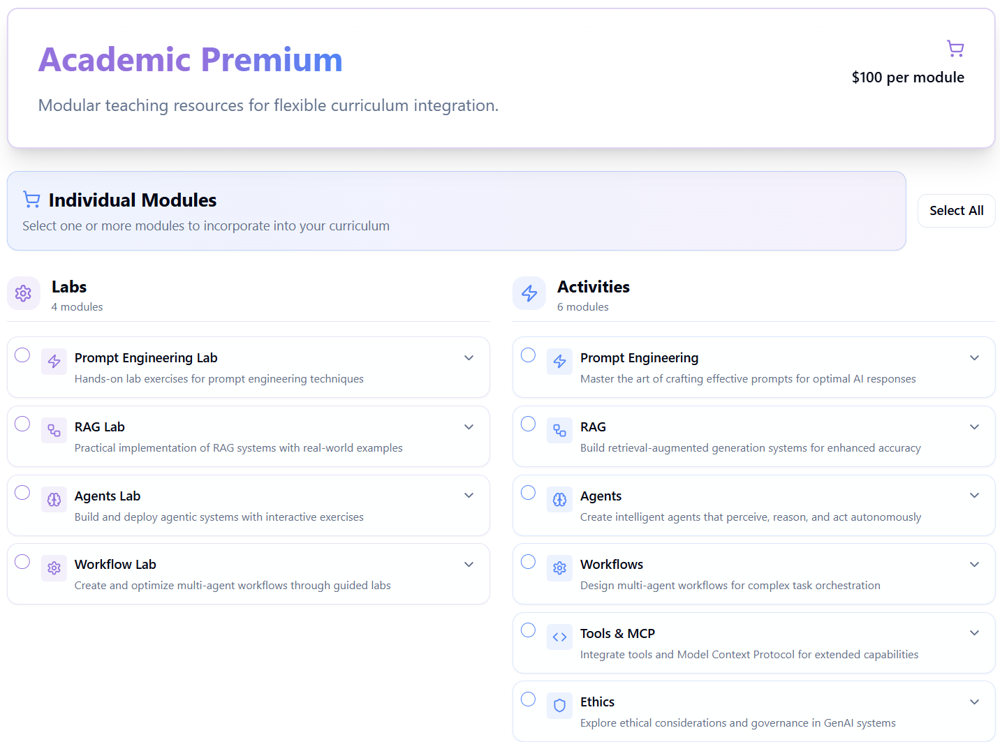 Academic Premium
$100 per module
Modular teaching resources for flexible curriculum integration.
Individual Modules
Select one or more modules to incorporate into your curriculum
Select All
Labs
4 modules
Prompt Engineering Lab
Hands-on lab exercises for prompt engineering techniques
RAG Lab
Practical implementation of RAG systems with real-world examples
Agents Lab
Build and deploy agentic systems with interactive exercises
Workflow Lab
Create and optimize multi-agent workflows through guided labs
Activities
6 modules
Prompt Engineering
Master the art of crafting effective prompts for optimal AI responses
RAG
Build retrieval-augmented generation systems for enhanced accuracy
Agents
Create intelligent agents that perceive, reason, and act autonomously
Workflows
Design multi-agent workflows for complex task orchestration
Tools & MCP
Integrate tools and Model Context Protocol for extended capabilities
Ethics
Explore ethical considerations and governance in GenAI systems